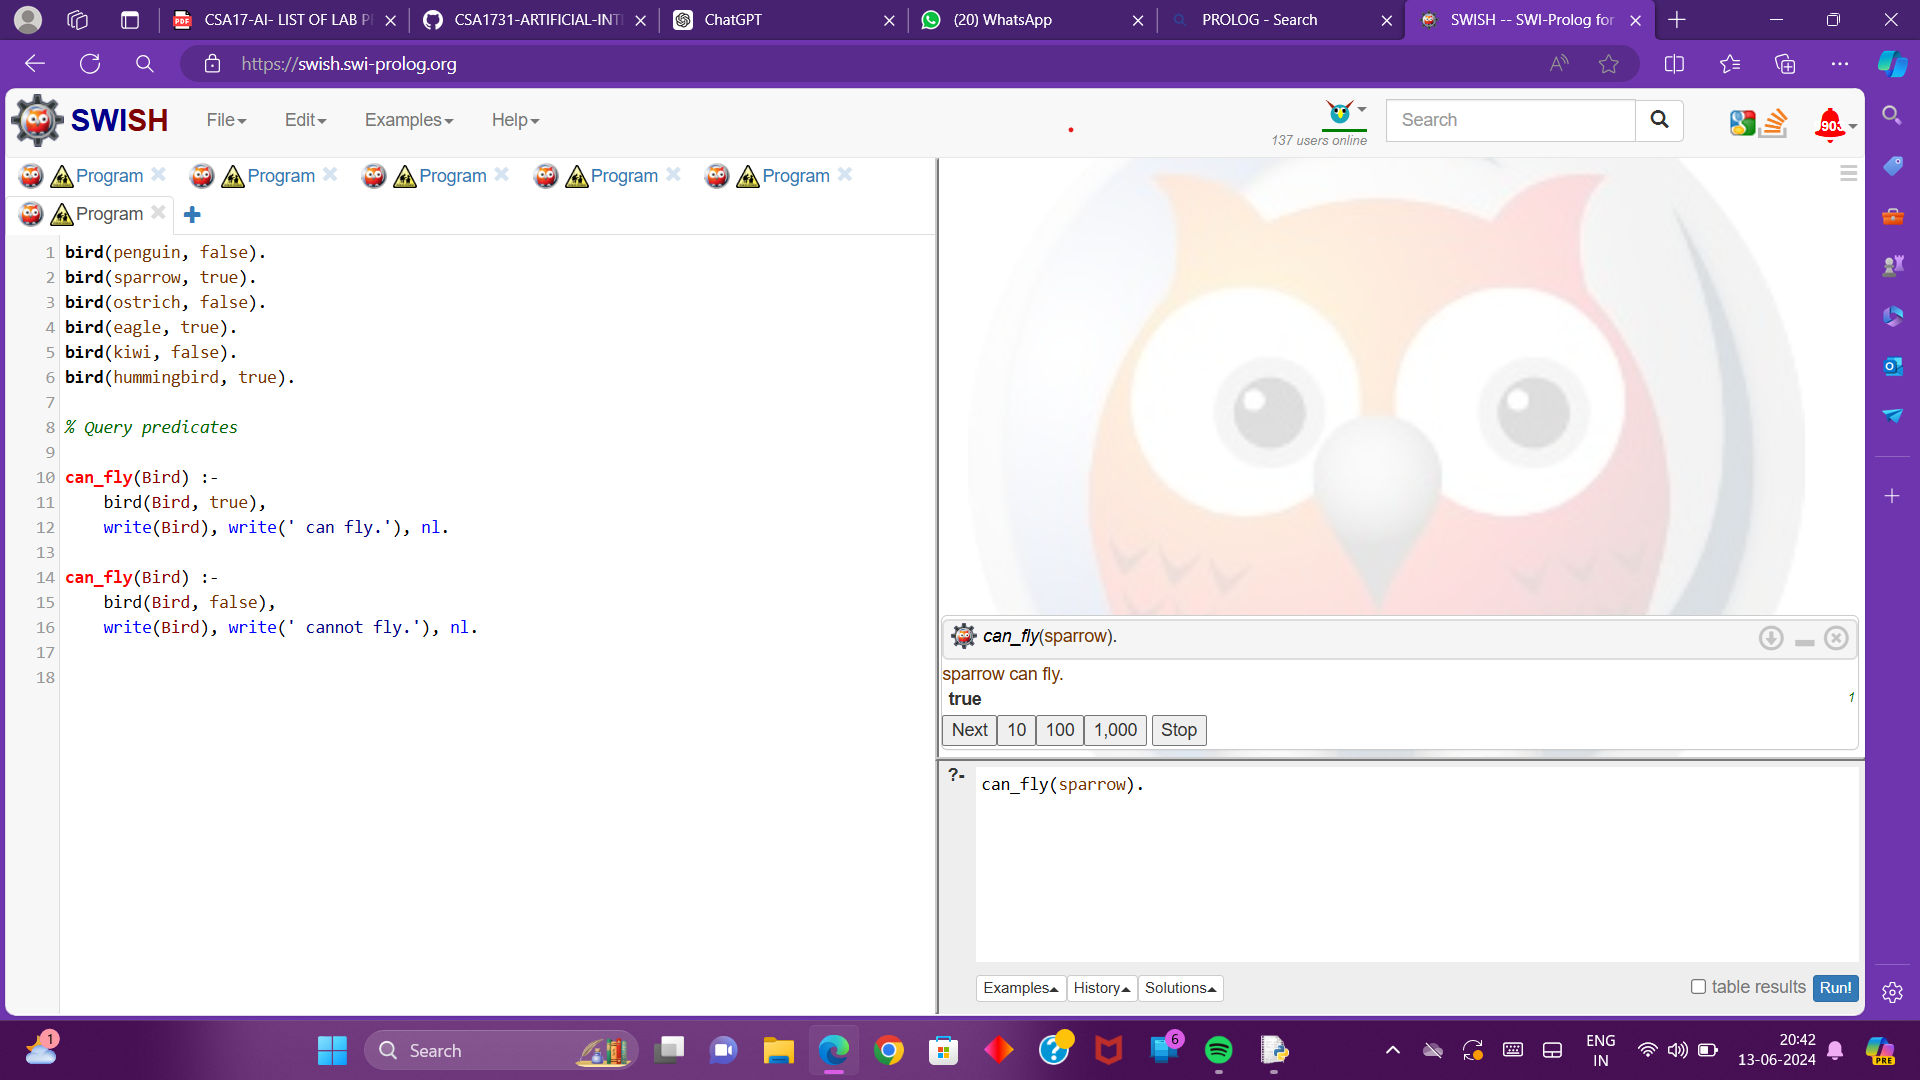 CSA17-AI- LIST OF LAB P
CSA1731-ARTIFICIAL-INT
ChatGPT
(20) WhatsApp
PROLOG - Search
SWISH -- SWI-Prolog for
https://swish.swi-prolog.org
SWISH
File
Edit
Examples
Help
137 users online
Search
903
Program
Program
Program
Program
Program
Program
1 bird(penguin, false).
2 bird(sparrow, true).
3 bird(ostrich, false).
4 bird(eagle, true).
5 bird(kiwi, false).
6 bird(hummingbird, true).
7
8 % Query predicates
9
10 can_fly(Bird) :-
11 bird(Bird, true),
12 write(Bird), write(' can fly.'), nl.
13
14 can_fly(Bird) :-
15 bird(Bird, false),
16 write(Bird), write(' cannot fly.'), nl.
17
18
can_fly(sparrow).
sparrow can fly.
true
1
Next 10 100 1,000 Stop
?- can_fly(sparrow).
Examples History Solutions
table results Run!
1
Search
6
ENG
IN
20:42
13-06-2024
PRE